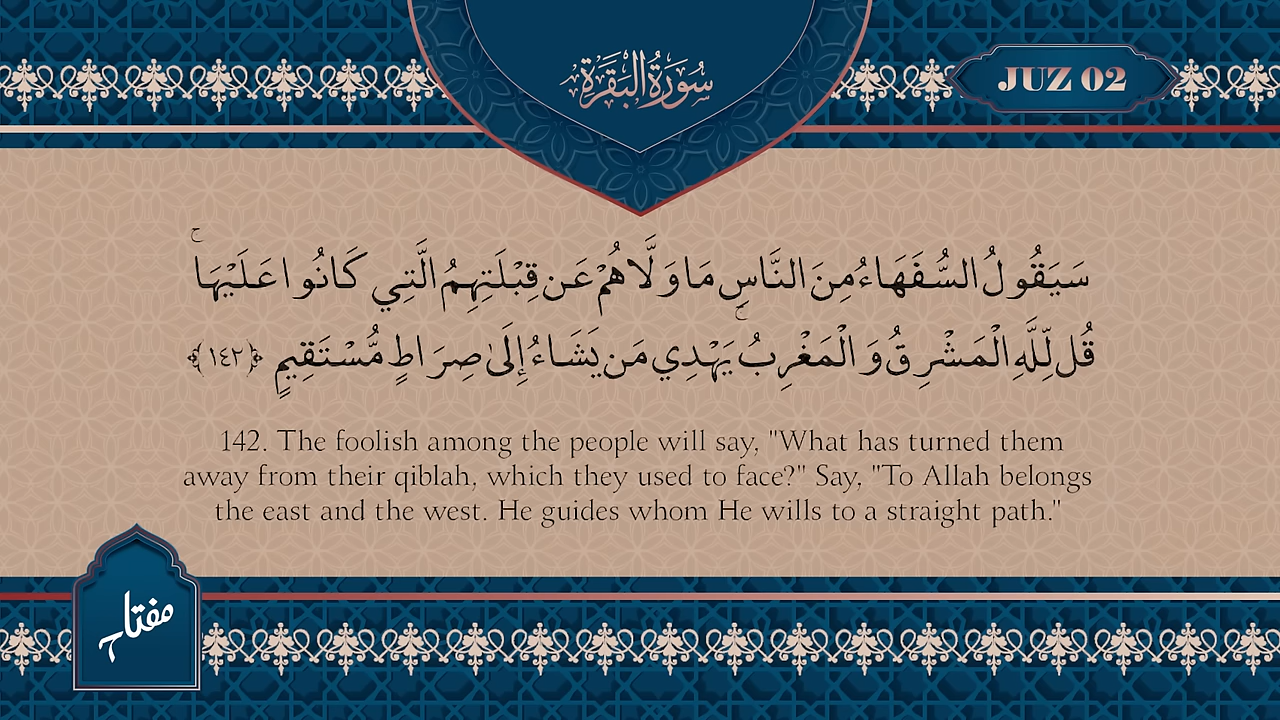 سُورَةُ البَقَرَةِ
JUZ 02
سَيَقُولُ السُّفَهَاءُ مِنَ النَّاسِ مَا وَلَّاهُمْ عَن قِبْلَتِهِمُ الَّتِي كَانُوا عَلَيْهَا ۚ
قُل لِّلَّهِ الْمَشْرِقُ وَالْمَغْرِبُ ۚ يَهْدِي مَن يَشَاءُ إِلَىٰ صِرَاطٍ مُّسْتَقِيمٍ ﴿١٤٢﴾
142. The foolish among the people will say, "What has turned them
away from their qiblah, which they used to face?" Say, "To Allah belongs
the east and the west. He guides whom He wills to a straight path."
مفتاح